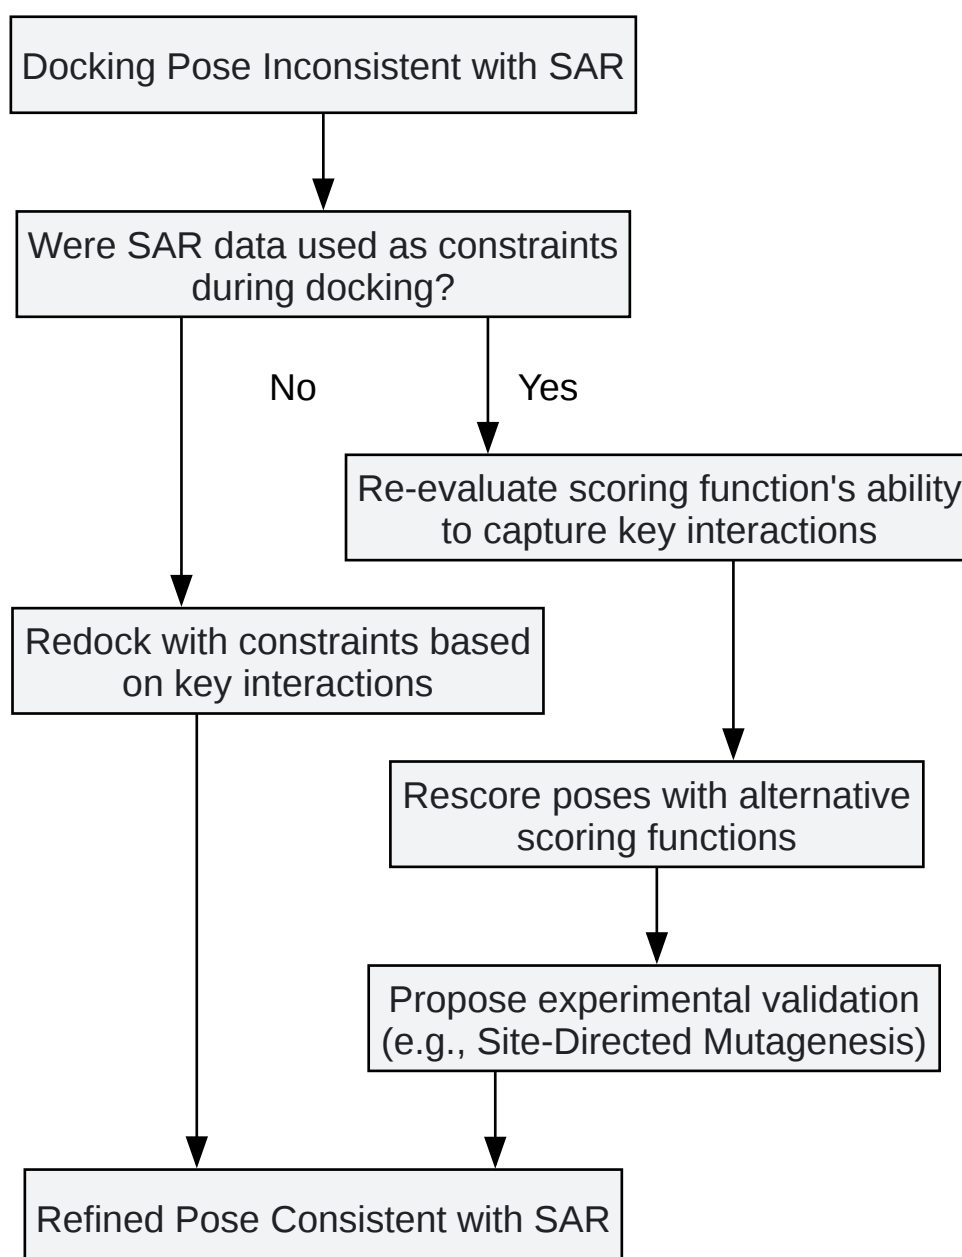 Docking Pose Inconsistent with SAR
Were SAR data used as constraints
during docking?
No
Yes
Re-evaluate scoring function's ability
to capture key interactions
Redock with constraints based
on key interactions
Rescore poses with alternative
scoring functions
Propose experimental validation
(e.g., Site-Directed Mutagenesis)
Refined Pose Consistent with SAR